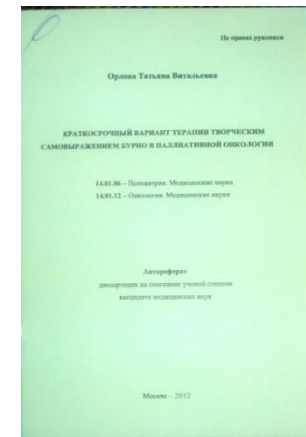 На правах рукописи
Орлова Татьяна Витальевна
КРАТКОСРОЧНЫЙ ВАРИАНТ ТЕРАПИИ ТВОРЧЕСКИМ
САМОВЫРАЖЕНИЕМ БУРНО В ПАЛЛИАТИВНОЙ ОНКОЛОГИИ
14.01.06 – Психиатрия. Медицинские науки
14.01.12 – Онкология. Медицинские науки
Автореферат
диссертации на соискание ученой степени
кандидата медицинских наук
Москва – 2012